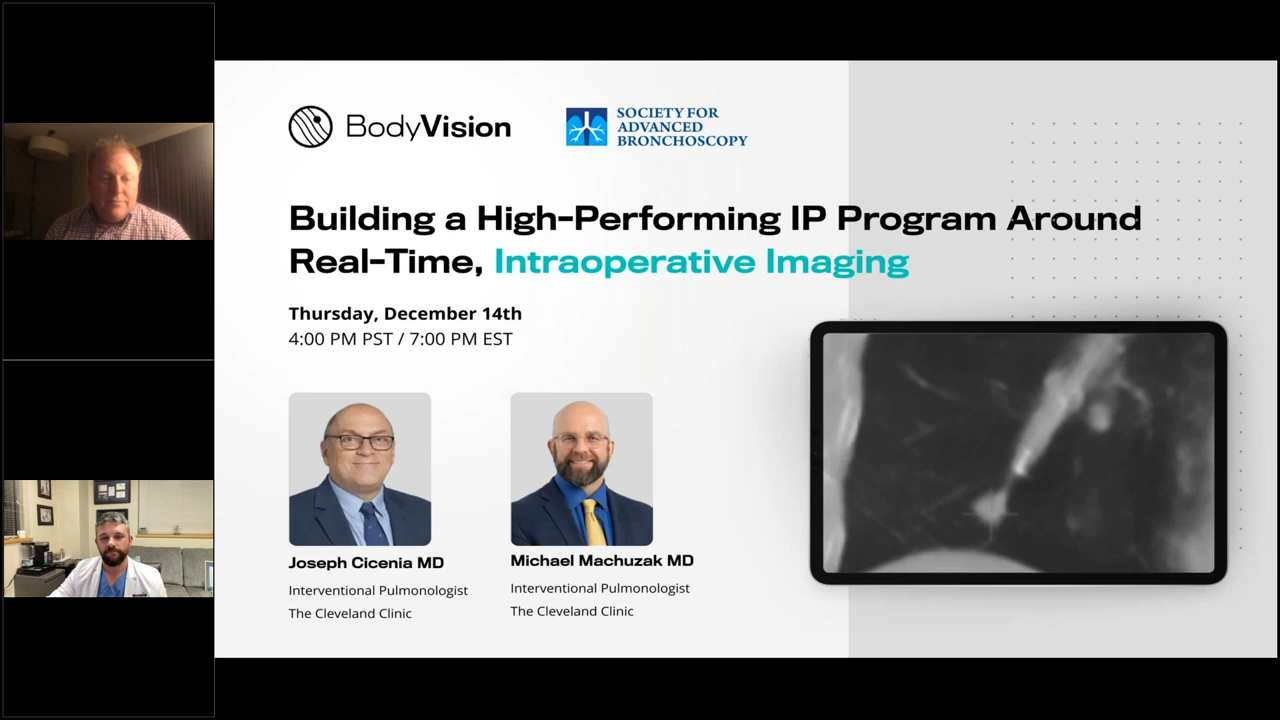 BodyVision
SOCIETY FOR
ADVANCED
BRONCHOSCOPY
Building a High-Performing IP Program Around
Real-Time, Intraoperative Imaging
Thursday, December 14th
4:00 PM PST / 7:00 PM EST
Joseph Cicenia MD
Interventional Pulmonologist
The Cleveland Clinic
Michael Machuzak MD
Interventional Pulmonologist
The Cleveland Clinic